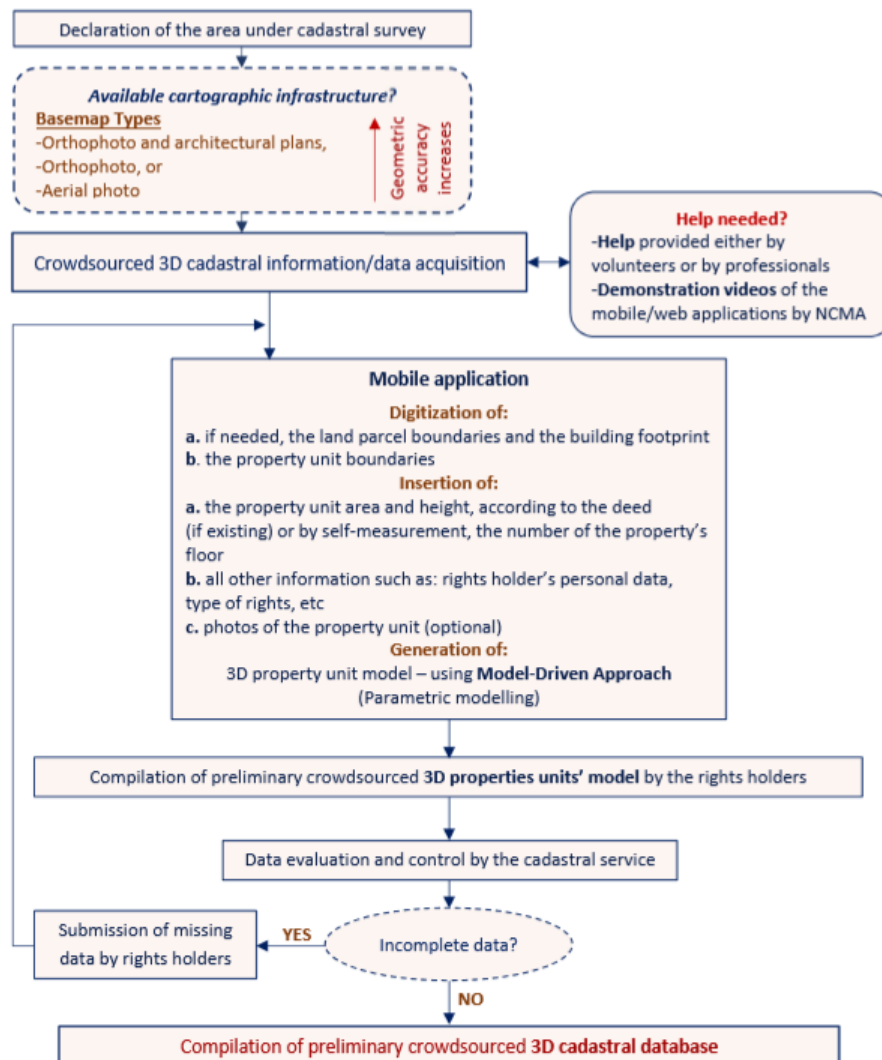 Declaration of the area under cadastral survey
Available cartographic infrastructure?
Basemap Types
-Orthophoto and architectural plans,
-Orthophoto, or
-Aerial photo
Geometric
accuracy
increases
Help needed?
-Help provided either by
volunteers or by professionals
-Demonstration videos of the
mobile/web applications by NCMA
Crowdsourced 3D cadastral information/data acquisition
Mobile application
Digitization of:
a. if needed, the land parcel boundaries and the building footprint
b. the property unit boundaries
Insertion of:
a. the property unit area and height, according to the deed
(if existing) or by self-measurement, the number of the property's
floor
b. all other information such as: rights holder's personal data,
type of rights, etc
c. photos of the property unit (optional)
Generation of:
3D property unit model – using Model-Driven Approach
(Parametric modelling)
Compilation of preliminary crowdsourced 3D properties units' model by the rights holders
Data evaluation and control by the cadastral service
Incomplete data?
YES
Submission of missing
data by rights holders
NO
Compilation of preliminary crowdsourced 3D cadastral database